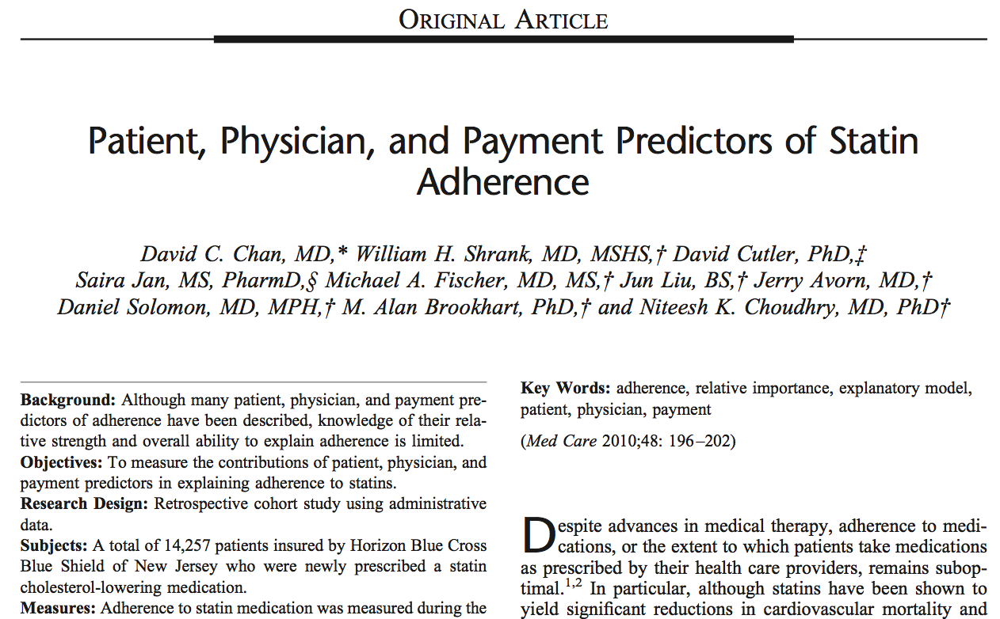 ORIGINAL ARTICLE
Patient, Physician, and Payment Predictors of Statin
Adherence
David C. Chan, MD,* William H. Shrank, MD, MSHS,† David Cutler, PhD,‡
Saira Jan, MS, PharmD,§ Michael A. Fischer, MD, MS,† Jun Liu, BS,† Jerry Avorn, MD,†
Daniel Solomon, MD, MPH,† M. Alan Brookhart, PhD,† and Niteesh K. Choudhry, MD, PhD†
Background: Although many patient, physician, and payment pre-
dictors of adherence have been described, knowledge of their rela-
tive strength and overall ability to explain adherence is limited.
Objectives: To measure the contributions of patient, physician, and
payment predictors in explaining adherence to statins.
Research Design: Retrospective cohort study using administrative
data.
Subjects: A total of 14,257 patients insured by Horizon Blue Cross
Blue Shield of New Jersey who were newly prescribed a statin
cholesterol-lowering medication.
Measures: Adherence to statin medication was measured during the
Key Words: adherence, relative importance, explanatory model,
patient, physician, payment
(Med Care 2010;48: 196–202)
Despite advances in medical therapy, adherence to medi-
cations, or the extent to which patients take medications
as prescribed by their health care providers, remains subop-
timal.1,2 In particular, although statins have been shown to
yield significant reductions in cardiovascular mortality and